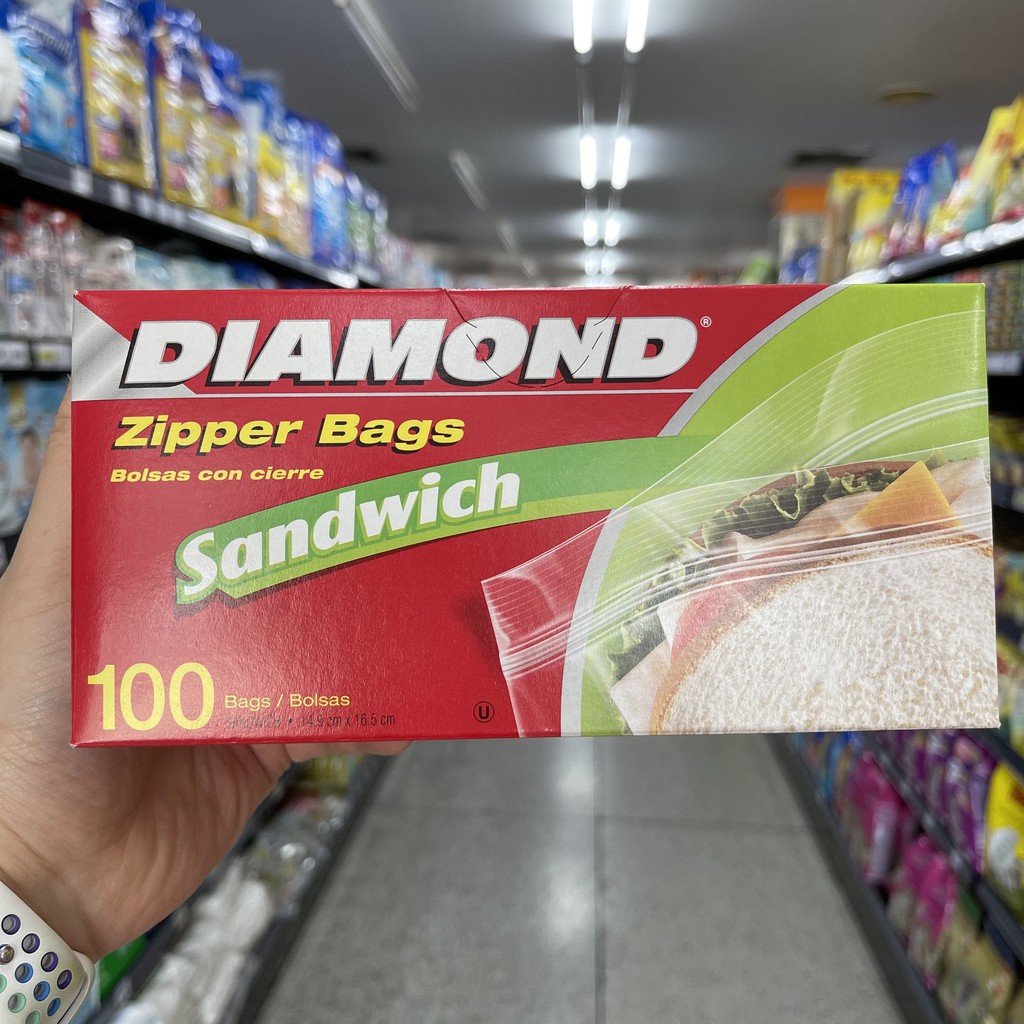 DIAMOND®
Zipper Bags
Bolsas con cierre
Sandwich
100 Bags / Bolsas
• 14.9 cm x 16.5 cm
U